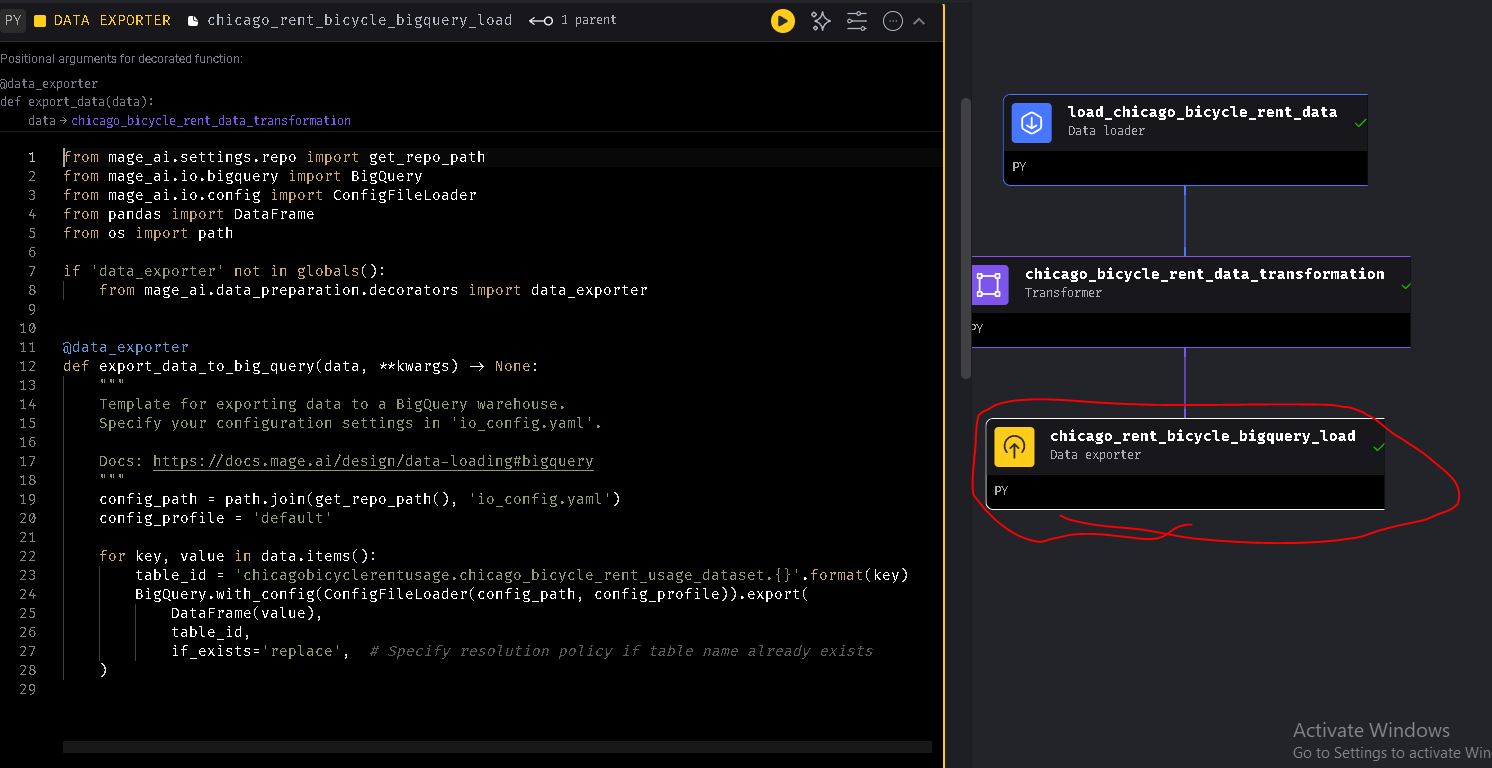 PY DATA EXPORTER chicago_rent_bicycle_bigquery_load 1 parent
Positional arguments for decorated function:
@data_exporter
def export_data(data):
data → chicago_bicycle_rent_data_transformation
1 from mage_ai.settings.repo import get_repo_path
2 from mage_ai.io.bigquery import BigQuery
3 from mage_ai.io.config import ConfigFileLoader
4 from pandas import DataFrame
5 from os import path
6
7 if 'data_exporter' not in globals():
8 from mage_ai.data_preparation.decorators import data_exporter
9
10
11 @data_exporter
12 def export_data_to_big_query(data, **kwargs) → None:
13 """
14 Template for exporting data to a BigQuery warehouse.
15 Specify your configuration settings in 'io_config.yaml'.
16
17 Docs: https://docs.mage.ai/design/data-loading#bigquery
18 """
19 config_path = path.join(get_repo_path(), 'io_config.yaml')
20 config_profile = 'default'
21
22 for key, value in data.items():
23 table_id = 'chicagobicyclerentusage.chicago_bicycle_rent_usage_dataset.{}'.format(key)
24 BigQuery.with_config(ConfigFileLoader(config_path, config_profile)).export(
25 DataFrame(value),
26 table_id,
27 if_exists='replace', # Specify resolution policy if table name already exists
28 )
29
load_chicago_bicycle_rent_data
Data loader
PY
chicago_bicycle_rent_data_transformation
Transformer
PY
chicago_rent_bicycle_bigquery_load
Data exporter
PY
Activate Windows
Go to Settings to activate Win